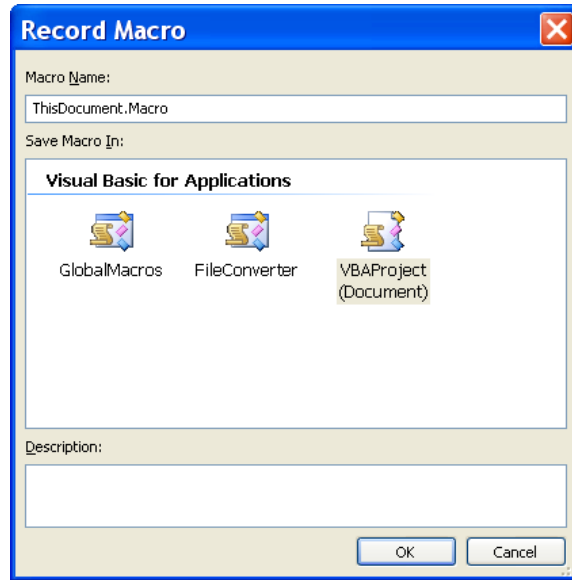 Record Macro
Macro Name:
ThisDocument.Macro
Save Macro In:
Visual Basic for Applications
GlobalMacros FileConverter VBAProject
(Document)
Description:
OK Cancel